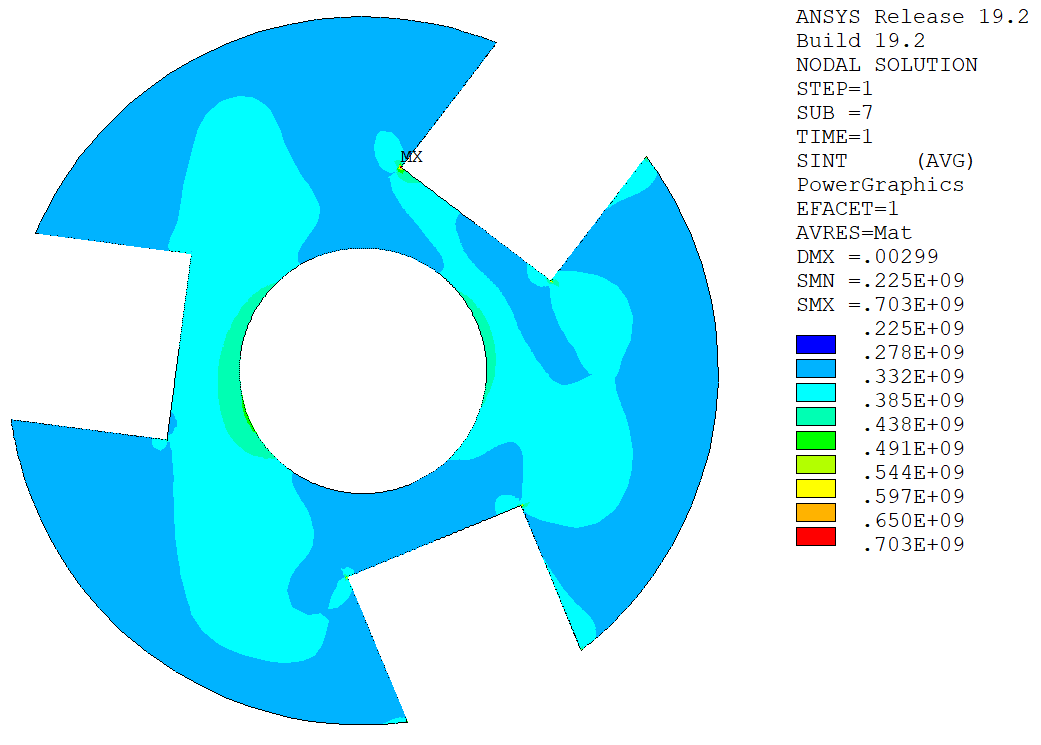 ANSYS Release 19.2
Build 19.2
NODAL SOLUTION
STEP=1
SUB =7
TIME=1
SINT (AVG)
PowerGraphics
EFACET=1
AVRES=Mat
DMX =.00299
SMN =.225E+09
SMX =.703E+09
.225E+09
.278E+09
.332E+09
.385E+09
.438E+09
.491E+09
.544E+09
.597E+09
.650E+09
.703E+09
MX